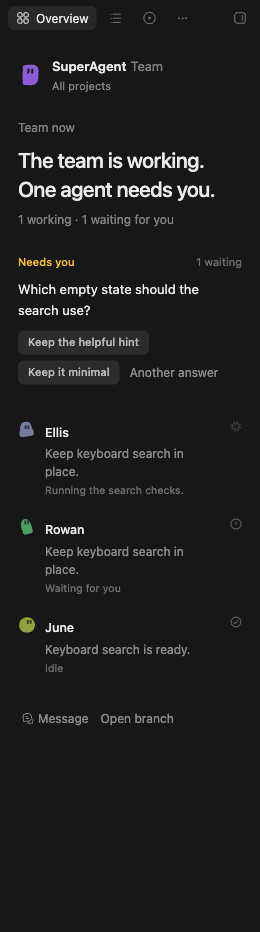 Overview
SuperAgent Team
All projects
Team now
The team is working.
One agent needs you.
1 working · 1 waiting for you
Needs you 1 waiting
Which empty state should the
search use?
Keep the helpful hint
Keep it minimal Another answer
Ellis
Keep keyboard search in
place.
Running the search checks.
Rowan
Keep keyboard search in
place.
Waiting for you
June
Keyboard search is ready.
Idle
Message Open branch